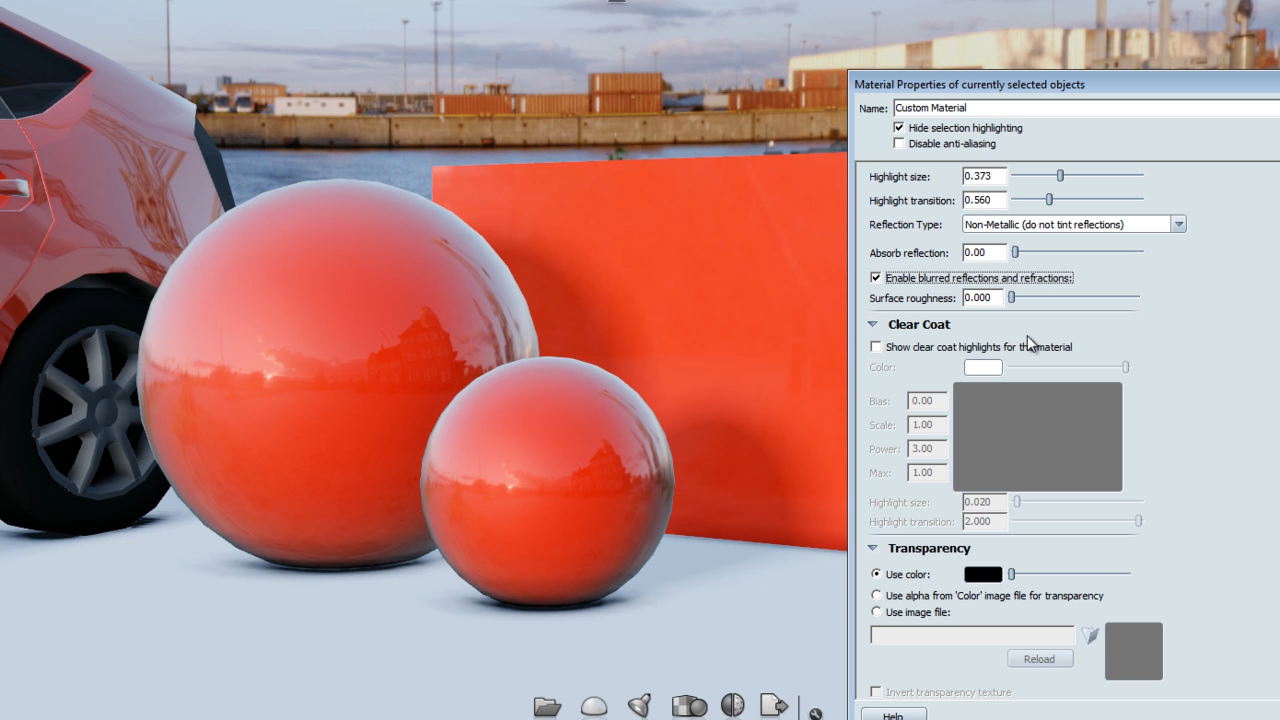 Material Properties of currently selected objects
Name: Custom Material
Hide selection highlighting
Disable anti-aliasing
Highlight size: 0.373
Highlight transition: 0.560
Reflection Type: Non-Metallic (do not tint reflections)
Absorb reflection: 0.00
Enable blurred reflections and refractions:
Surface roughness: 0.000
Clear Coat
Show clear coat highlights for material
Color:
Bias: 0.00
Scale: 1.00
Power: 3.00
Max: 1.00
Highlight size: 0.020
Highlight transition: 2.000
Transparency
Use color:
Use alpha from 'Color' image file for transparency
Use image file:
Reload
Invert transparency texture
Help